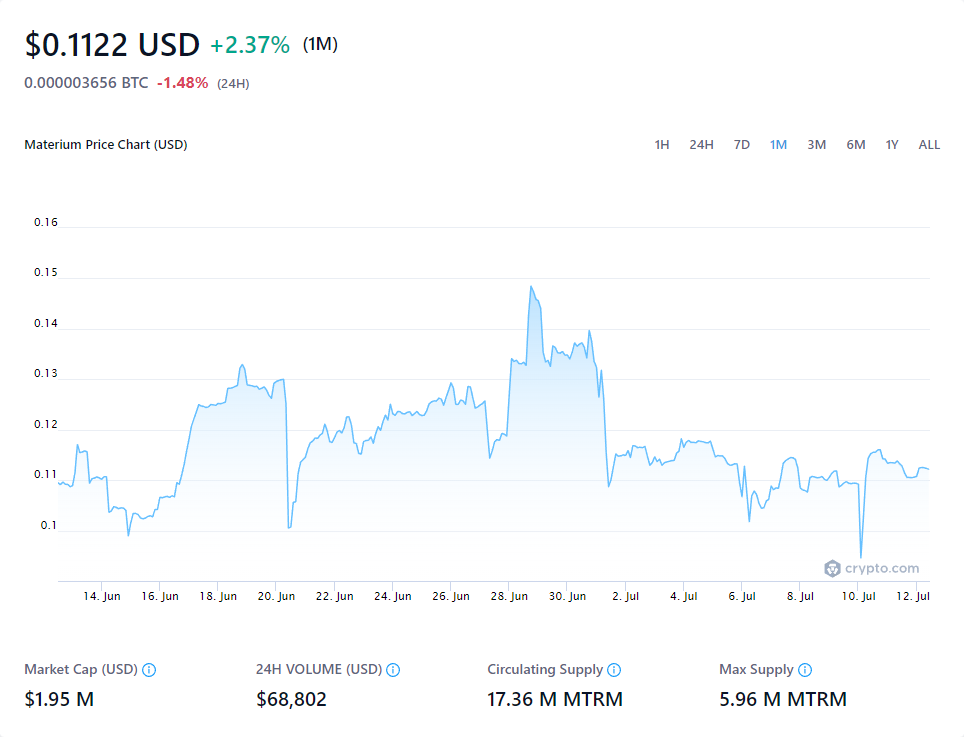 $0.1122 USD +2.37% (1M)
0.000003656 BTC -1.48% (24H)
Materium Price Chart (USD) 1H 24H 7D 1M 3M 6M 1Y ALL
0.16
0.15
0.14
0.13
0.12
0.11
0.1
crypto.com
14. Jun 16. Jun 18. Jun 20. Jun 22. Jun 24. Jun 26. Jun 28. Jun 30. Jun 2. Jul 4. Jul 6. Jul 8. Jul 10. Jul 12. Jul
Market Cap (USD) 24H VOLUME (USD) Circulating Supply Max Supply
$1.95 M $68,802 17.36 M MTRM 5.96 M MTRM